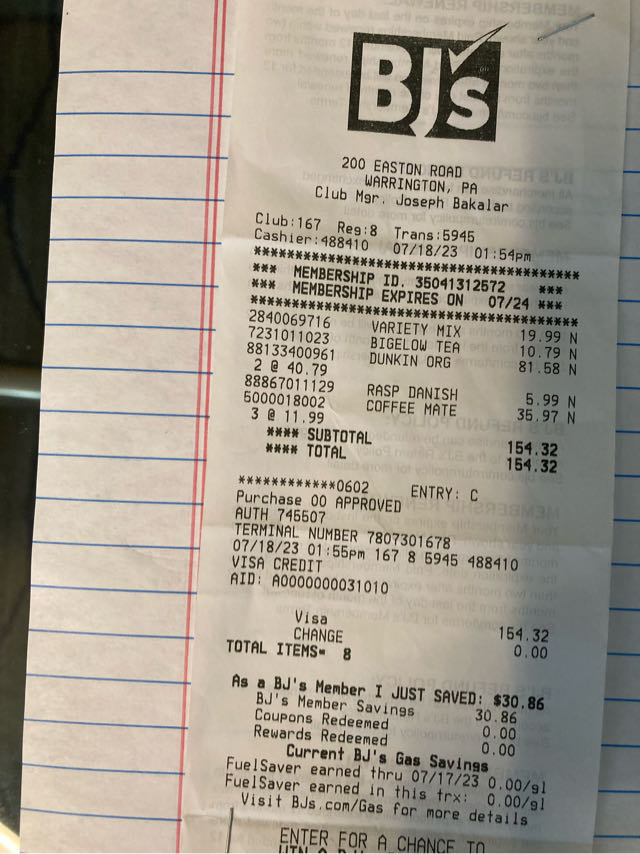 BJ's
200 EASTON ROAD
WARRINGTON, PA
Club Mgr. Joseph Bakalar
Club:167 Reg:8 Trans:5945
Cashier:488410 07/18/23 01:54pm
****************************************
*** MEMBERSHIP ID. 35041312572 ***
*** MEMBERSHIP EXPIRES ON 07/24 ***
****************************************
2840069716 VARIETY MIX 19.99 N
7231011023 BIGELOW TEA 10.79 N
88133400961 DUNKIN ORG 81.58 N
2 @ 40.79
88867011129 RASP DANISH 5.99 N
5000018002 COFFEE MATE 35.97 N
3 @ 11.99
**** SUBTOTAL 154.32
**** TOTAL 154.32
************0602 ENTRY: C
Purchase 00 APPROVED
AUTH 745507
TERMINAL NUMBER 7807301678
07/18/23 01:55pm 167 8 5945 488410
VISA CREDIT
AID: A0000000031010
Visa 154.32
CHANGE 0.00
TOTAL ITEMS= 8
As a BJ's Member I JUST SAVED: $30.86
BJ's Member Savings 30.86
Coupons Redeemed 0.00
Rewards Redeemed 0.00
Current BJ's Gas Savings
FuelSaver earned thru 07/17/23 0.00/gl
FuelSaver earned in this trx: 0.00/gl
Visit BJs.com/Gas for more details
ENTER FOR A CHANCE TO